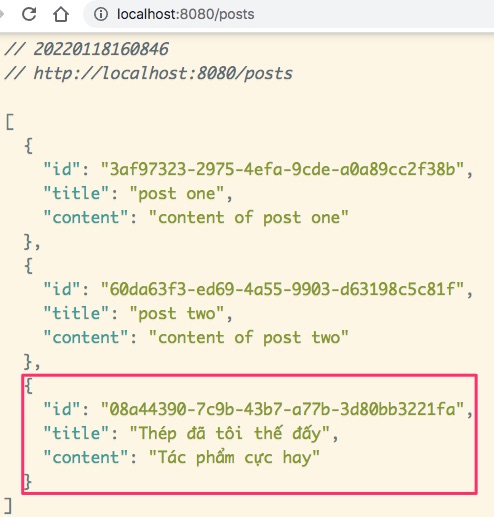 localhost:8080/posts
// 20220118160846
// http://localhost:8080/posts
[
{
"id": "3af97323-2975-4efa-9cde-a0a89cc2f38b",
"title": "post one",
"content": "content of post one"
},
{
"id": "60da63f3-ed69-4a55-9903-d63198c5c81f",
"title": "post two",
"content": "content of post two"
},
{
"id": "08a44390-7c9b-43b7-a77b-3d80bb3221fa",
"title": "Thép đã tôi thế đấy",
"content": "Tác phẩm cực hay"
}
]